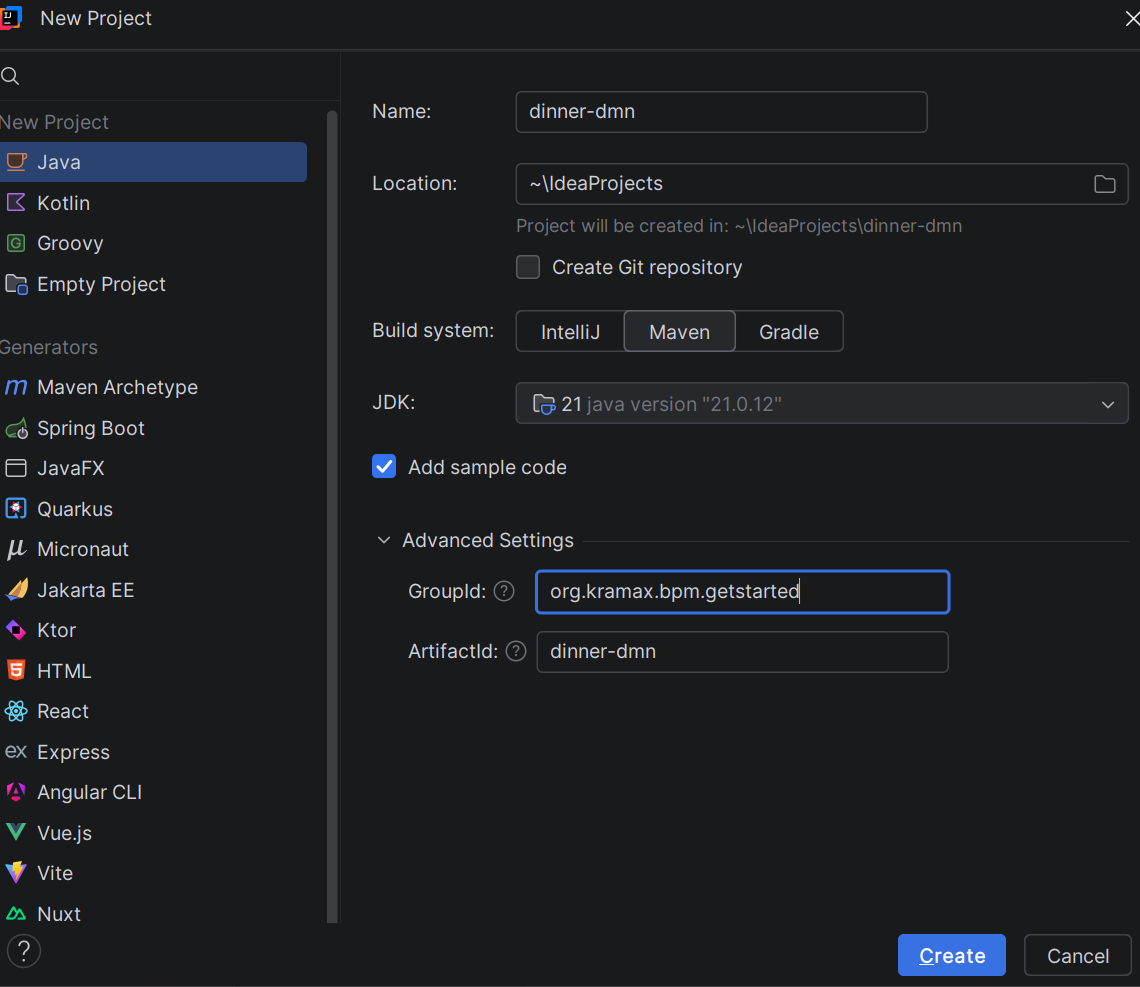 New Project
New Project
Java
Kotlin
Groovy
Empty Project
Generators
Maven Archetype
Spring Boot
JavaFX
Quarkus
Micronaut
Jakarta EE
Ktor
HTML
React
Express
Angular CLI
Vue.js
Vite
Nuxt
Name: dinner-dmn
Location: ~\IdeaProjects
Project will be created in: ~\IdeaProjects\dinner-dmn
Create Git repository
Build system: IntelliJ Maven Gradle
JDK: 21 java version "21.0.12"
Add sample code
Advanced Settings
GroupId: ? org.kramax.bpm.getstarted
ArtifactId: ? dinner-dmn
? Create Cancel